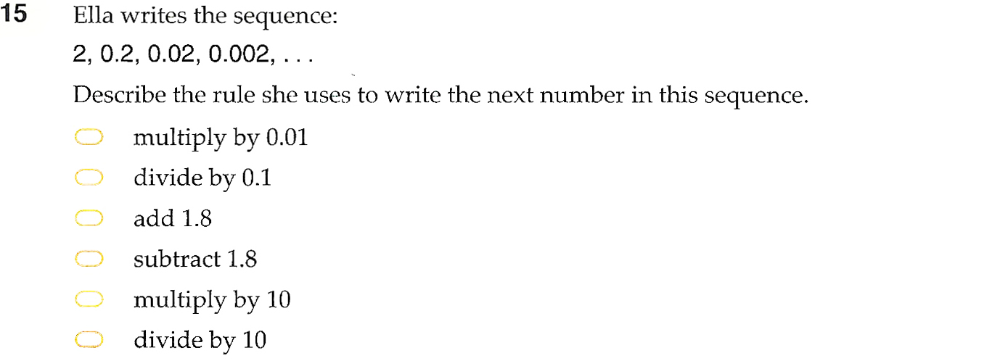 15 Ella writes the sequence:
2, 0.2, 0.02, 0.002, . . .
Describe the rule she uses to write the next number in this sequence.
multiply by 0.01
divide by 0.1
add 1.8
subtract 1.8
multiply by 10
divide by 10